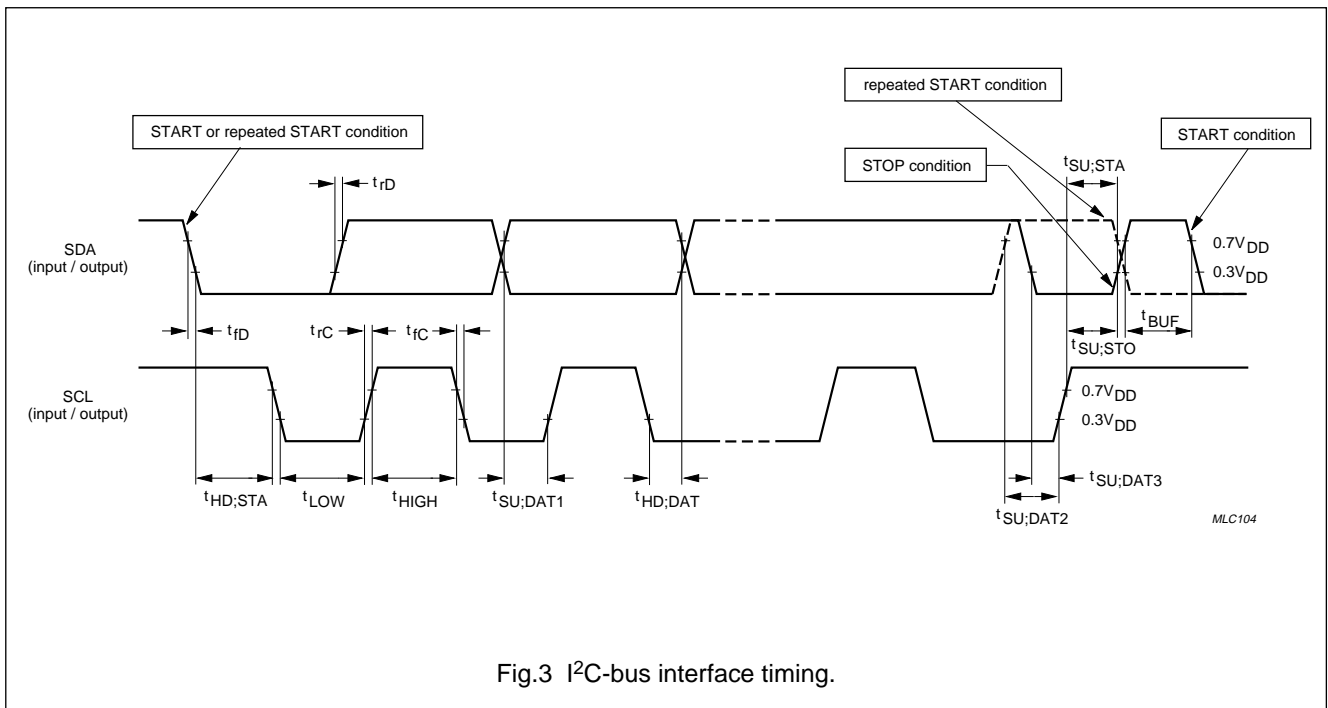 repeated START condition
START or repeated START condition
START condition
STOP condition
tSU;STA
trD
SDA
(input / output)
0.7VDD
0.3VDD
tfD
trC
tfC
tBUF
tSU;STO
SCL
(input / output)
0.7VDD
0.3VDD
tHD;STA
tLOW
tHIGH
tSU;DAT1
tHD;DAT
tSU;DAT3
tSU;DAT2
MLC104
Fig.3 I²C-bus interface timing.